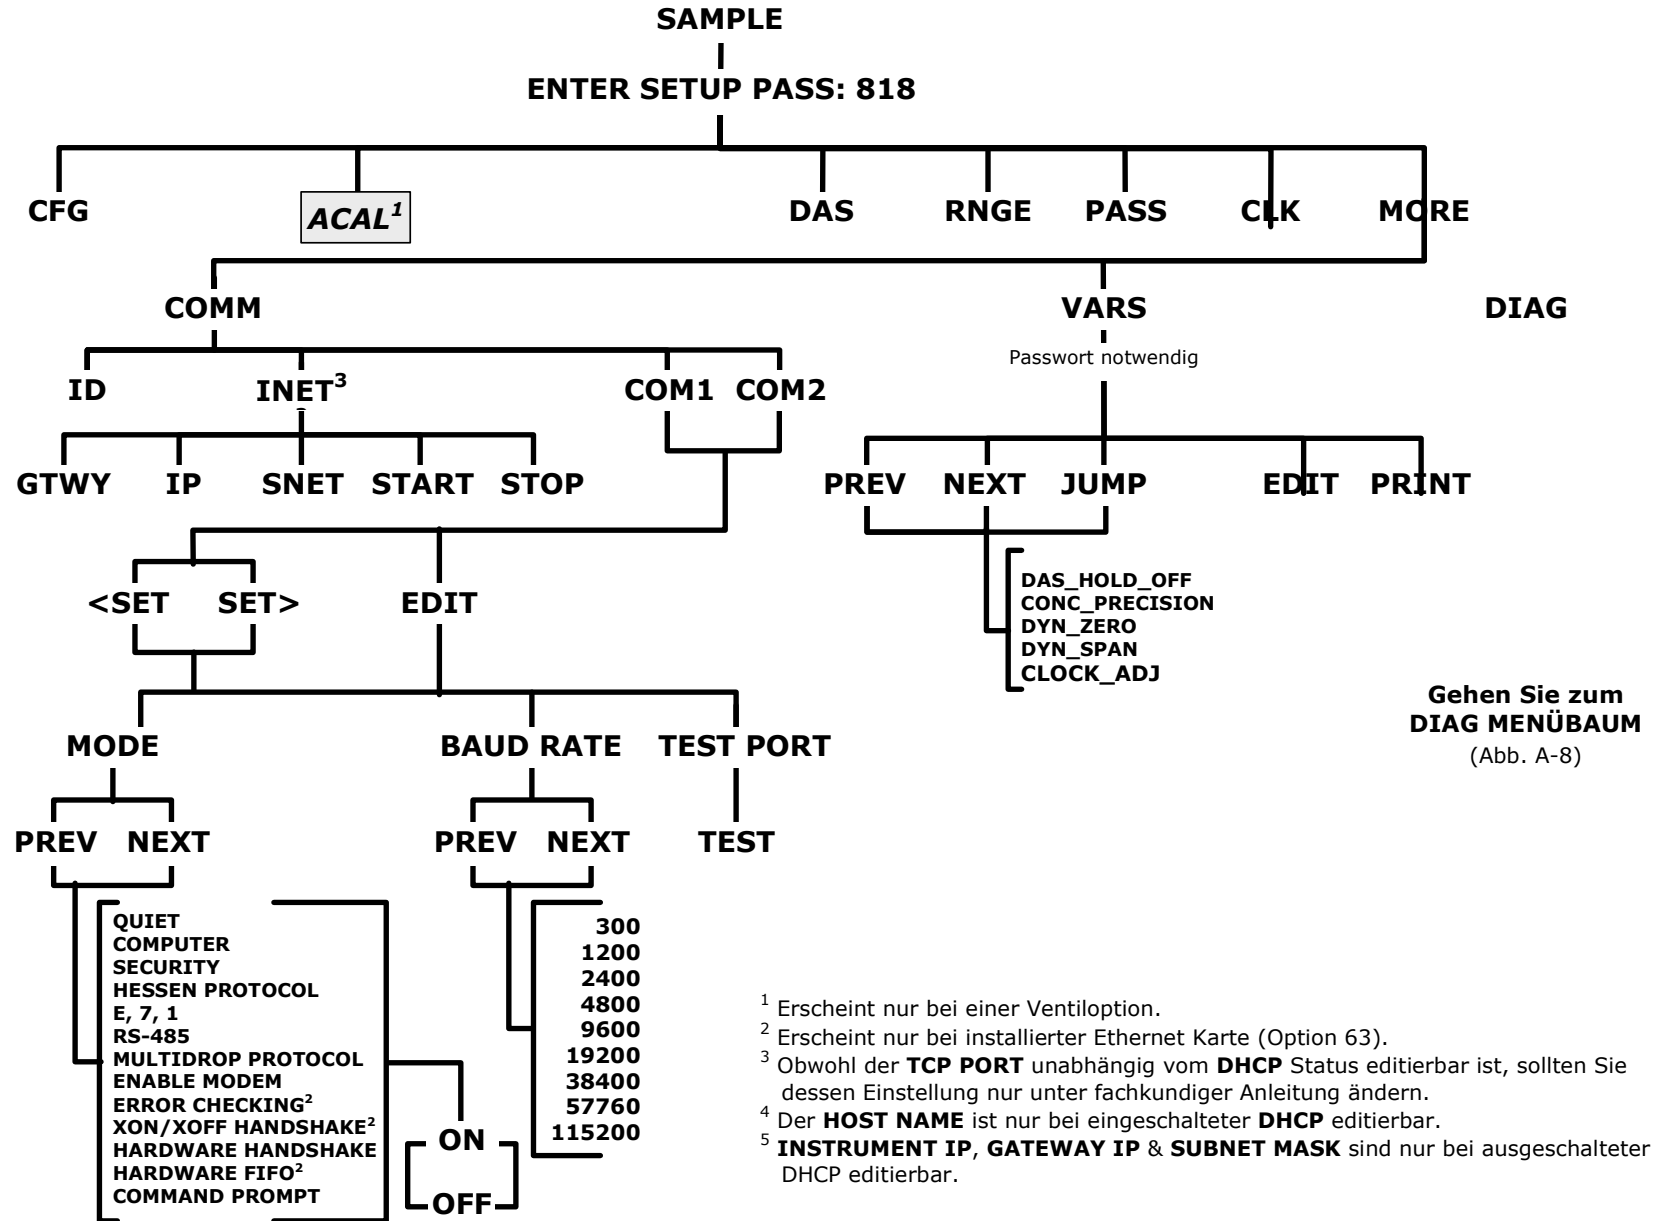 SAMPLE
ENTER SETUP PASS: 818
CFG ACAL¹ DAS RNGE PASS CLK MORE
COMM VARS DIAG
Passwort notwendig
ID INET³ COM1 COM2
GTWY IP SNET START STOP PREV NEXT JUMP EDIT PRINT
<SET SET> EDIT
DAS_HOLD_OFF
CONC_PRECISION
DYN_ZERO
DYN_SPAN
CLOCK_ADJ
Gehen Sie zum
DIAG MENÜBAUM
(Abb. A-8)
MODE BAUD RATE TEST PORT
PREV NEXT PREV NEXT TEST
QUIET
COMPUTER
SECURITY
HESSEN PROTOCOL
E, 7, 1
RS-485
MULTIDROP PROTOCOL
ENABLE MODEM
ERROR CHECKING²
XON/XOFF HANDSHAKE²
HARDWARE HANDSHAKE
HARDWARE FIFO²
COMMAND PROMPT
ON
OFF
300
1200
2400
4800
9600
19200
38400
57760
115200
¹ Erscheint nur bei einer Ventiloption.
² Erscheint nur bei installierter Ethernet Karte (Option 63).
³ Obwohl der TCP PORT unabhängig vom DHCP Status editierbar ist, sollten Sie
dessen Einstellung nur unter fachkundiger Anleitung ändern.
⁴ Der HOST NAME ist nur bei eingeschalteter DHCP editierbar.
⁵ INSTRUMENT IP, GATEWAY IP & SUBNET MASK sind nur bei ausgeschalteter
DHCP editierbar.